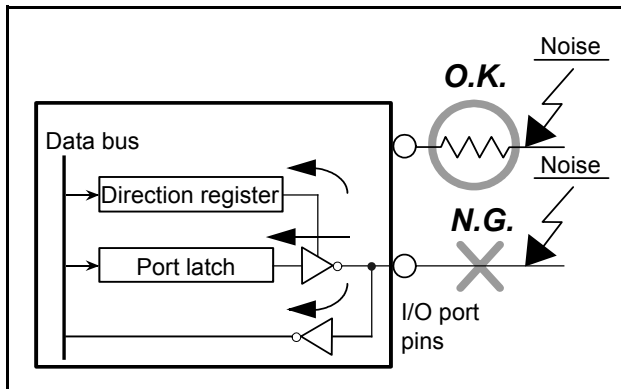 Noise
O.K.
Data bus
Noise
Direction register
N.G.
Port latch
I/O port
pins